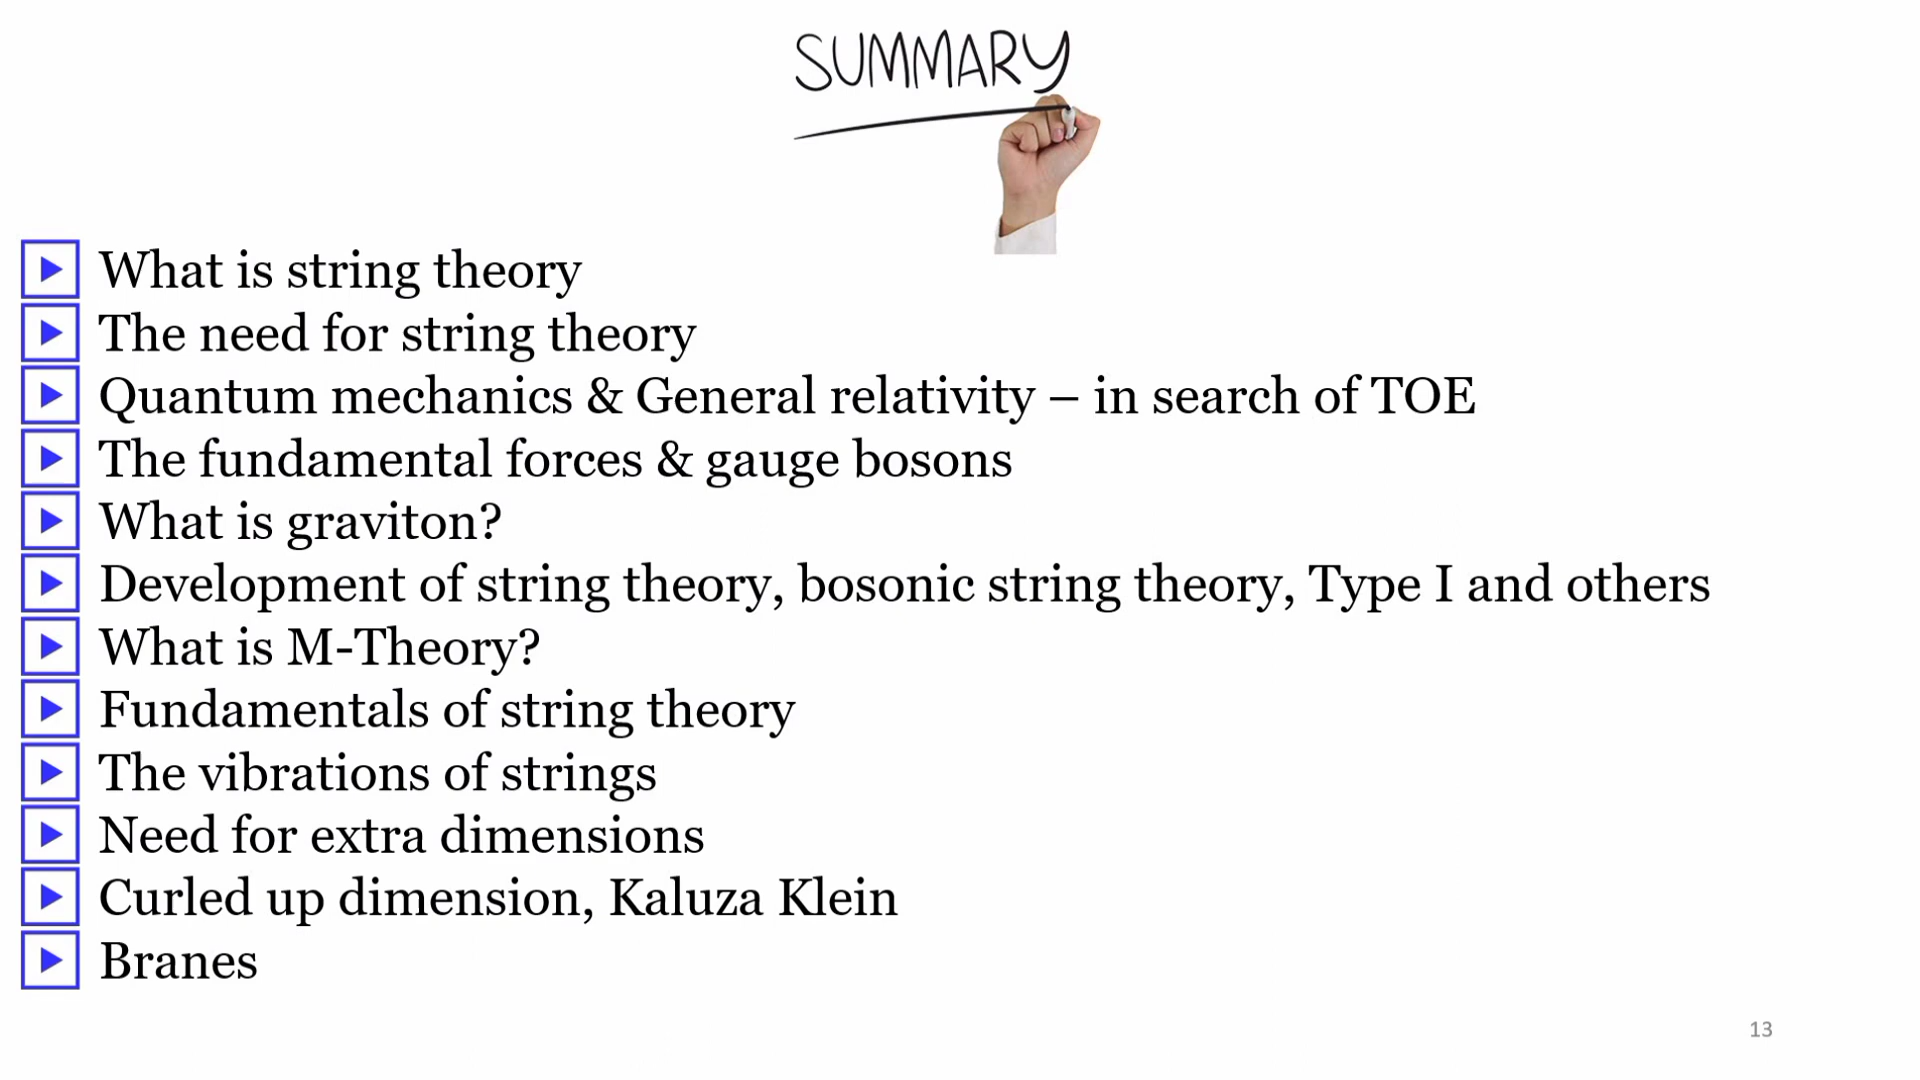 SUMMARY
What is string theory
The need for string theory
Quantum mechanics & General relativity – in search of TOE
The fundamental forces & gauge bosons
What is graviton?
Development of string theory, bosonic string theory, Type I and others
What is M-Theory?
Fundamentals of string theory
The vibrations of strings
Need for extra dimensions
Curled up dimension, Kaluza Klein
Branes
13